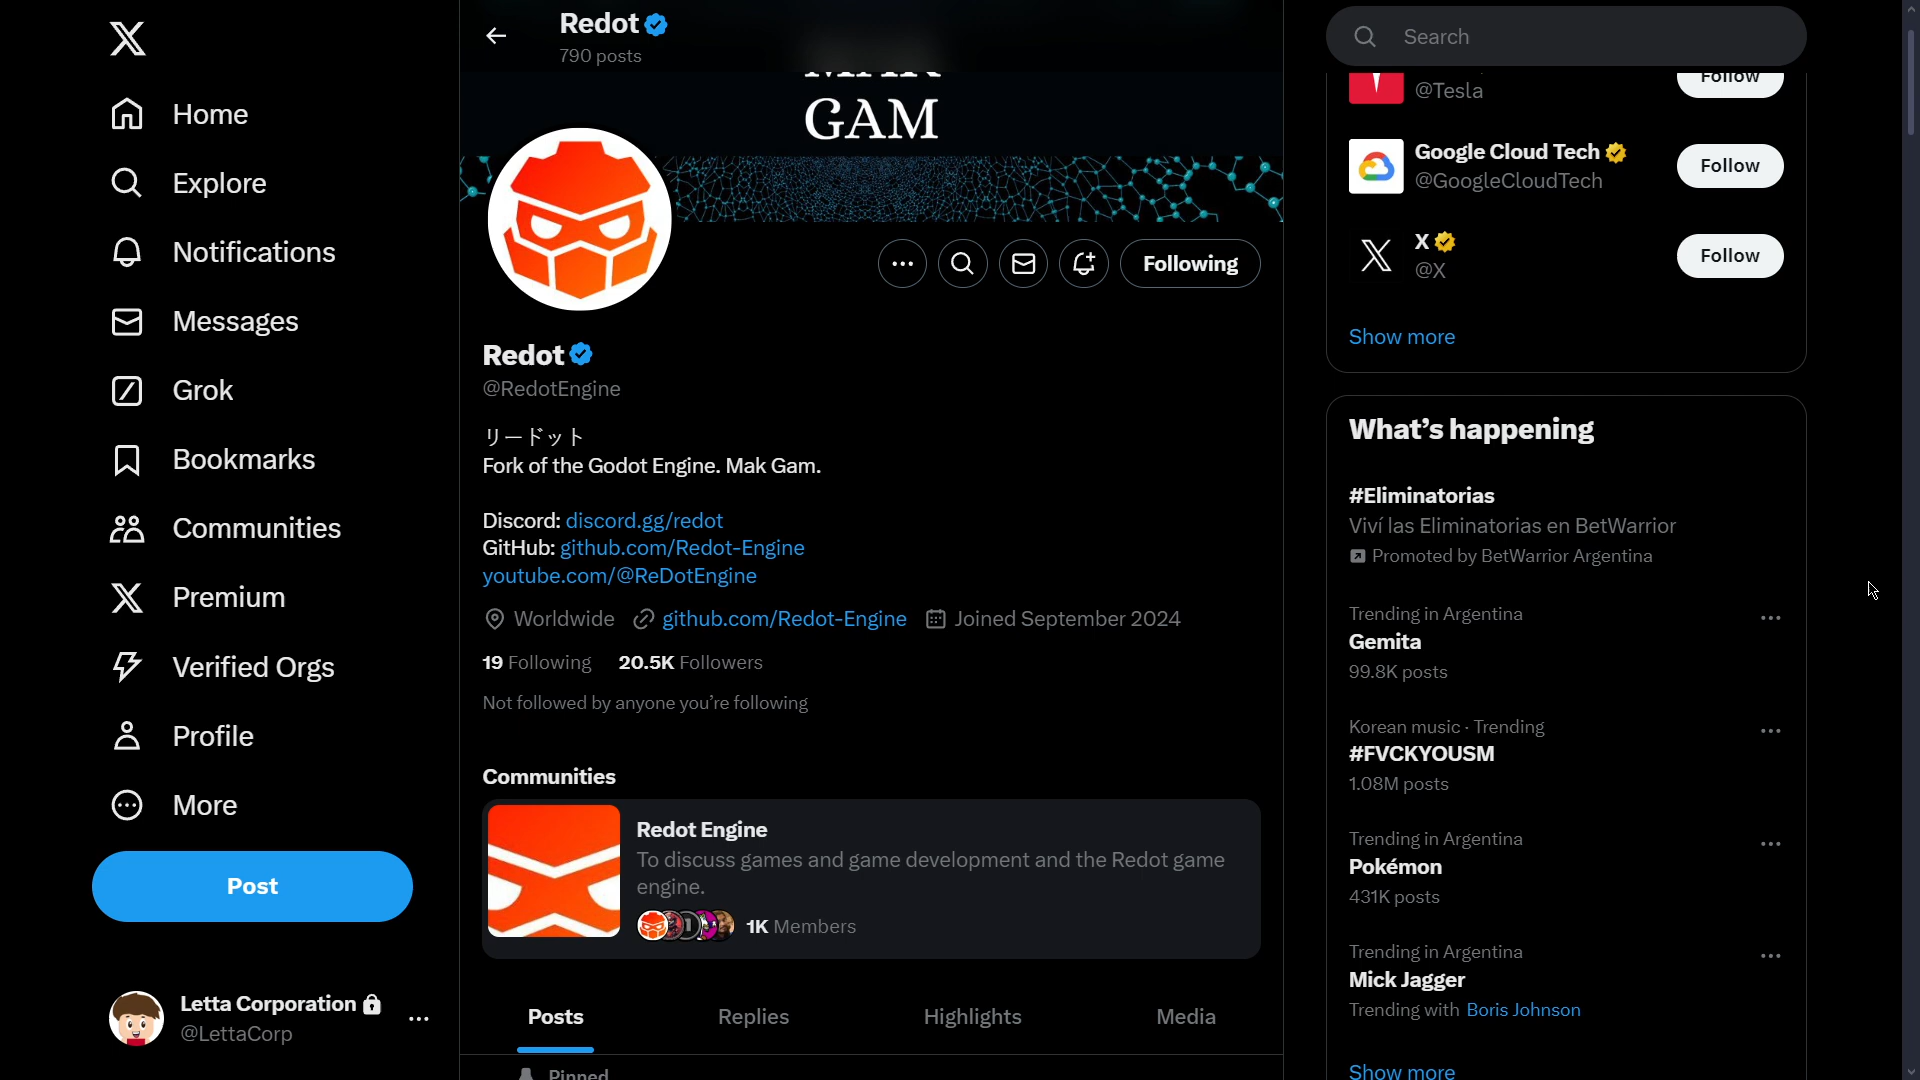 Home
Explore
Notifications
Messages
Grok
Bookmarks
Communities
Premium
Verified Orgs
Profile
More
Post
Letta Corporation
@LettaCorp
Redot
790 posts
MAK
GAM
Following
Redot
@RedotEngine
リードット
Fork of the Godot Engine. Mak Gam.
Discord: discord.gg/redot
GitHub: github.com/Redot-Engine
youtube.com/@ReDotEngine
Worldwide github.com/Redot-Engine Joined September 2024
19 Following 20.5K Followers
Not followed by anyone you’re following
Communities
Redot Engine
To discuss games and game development and the Redot game
engine.
1K Members
Posts Replies Highlights Media
Pinned
Search
@Tesla Follow
Google Cloud Tech
@GoogleCloudTech
Follow
X
@X
Follow
Show more
What’s happening
#Eliminatorias
Viví las Eliminatorias en BetWarrior
Promoted by BetWarrior Argentina
Trending in Argentina
Gemita
99.8K posts
Korean music · Trending
#FVCKYOUSM
1.08M posts
Trending in Argentina
Pokémon
431K posts
Trending in Argentina
Mick Jagger
Trending with Boris Johnson
Show more